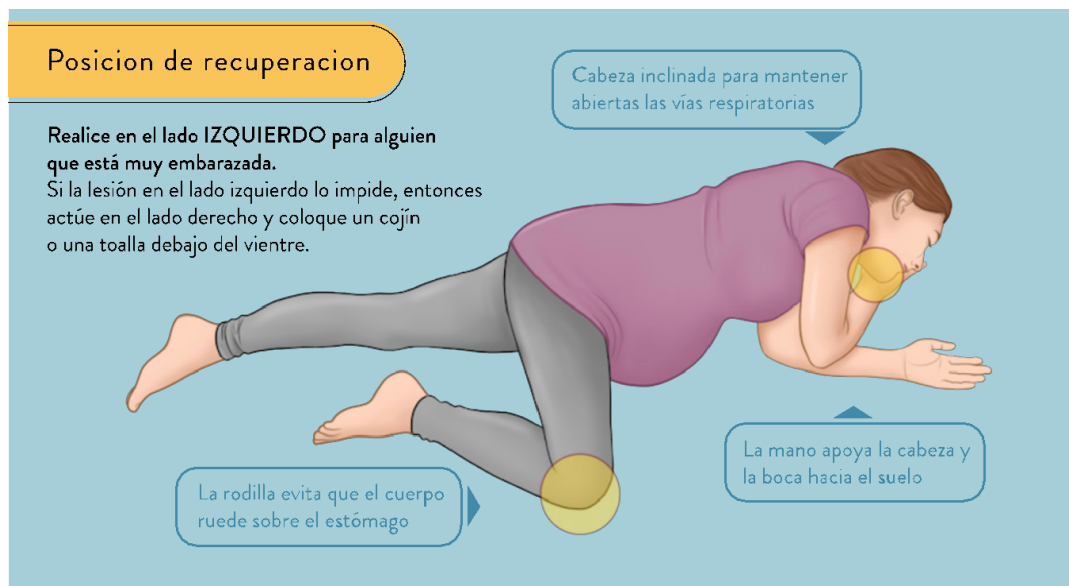 Posicion de recuperacion
Realice en el lado IZQUIERDO para alguien
que está muy embarazada.
Si la lesión en el lado izquierdo lo impide, entonces
actúe en el lado derecho y coloque un cojín
o una toalla debajo del vientre.
Cabeza inclinada para mantener
abiertas las vías respiratorias
La mano apoya la cabeza y
la boca hacia el suelo
La rodilla evita que el cuerpo
ruede sobre el estómago